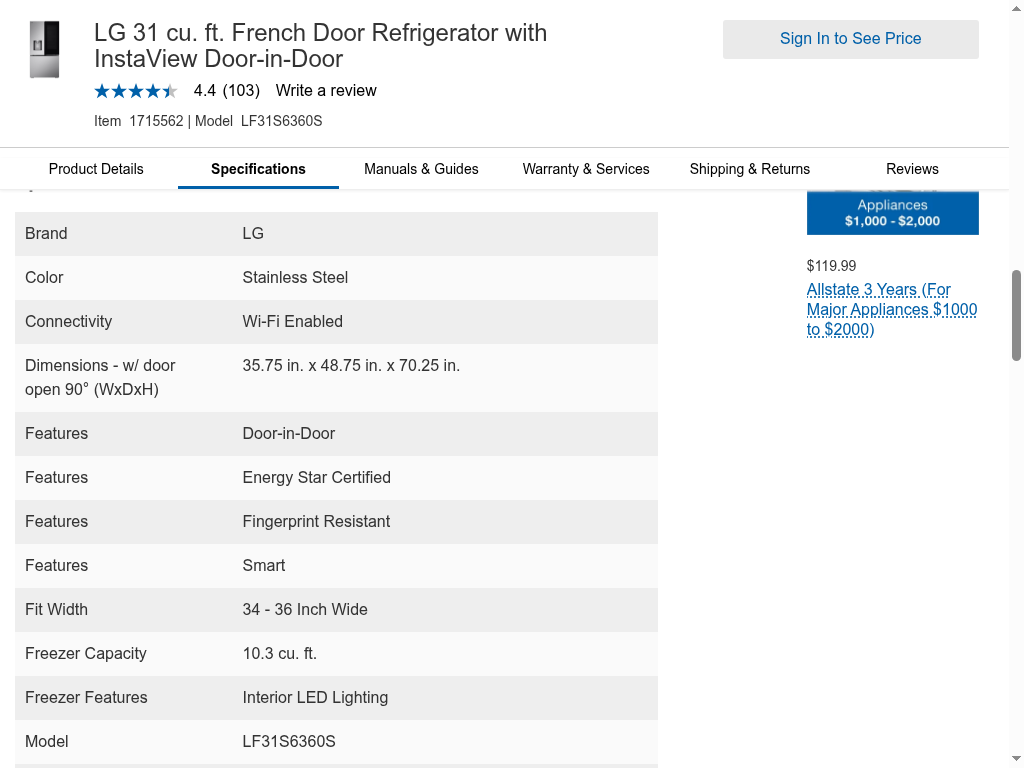 LG 31 cu. ft. French Door Refrigerator with
InstaView Door-in-Door
4.4 (103) Write a review
Item 1715562 | Model LF31S6360S
Sign In to See Price
Product Details
Specifications
Manuals & Guides
Warranty & Services
Shipping & Returns
Reviews
Brand LG
Color Stainless Steel
Connectivity Wi-Fi Enabled
Dimensions - w/ door 35.75 in. x 48.75 in. x 70.25 in.
open 90° (WxDxH)
Features Door-in-Door
Features Energy Star Certified
Features Fingerprint Resistant
Features Smart
Fit Width 34 - 36 Inch Wide
Freezer Capacity 10.3 cu. ft.
Freezer Features Interior LED Lighting
Model LF31S6360S
Appliances
$1,000 - $2,000
$119.99
Allstate 3 Years (For
Major Appliances $1000
to $2000)